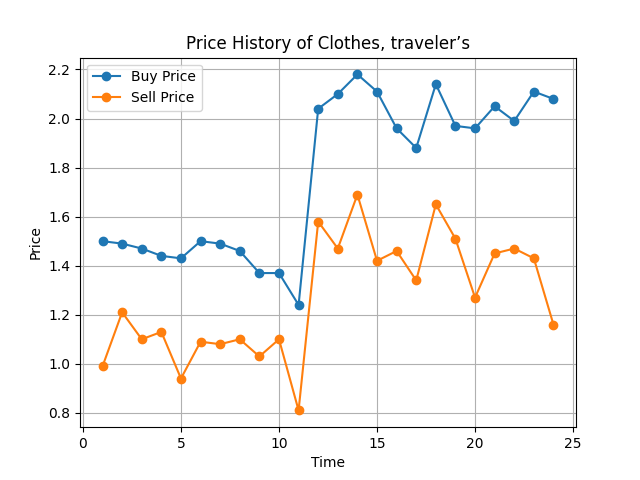 Price History of Clothes, traveler’s
Buy Price
Sell Price
2.2
2.0
1.8
1.6
1.4
1.2
1.0
0.8
Price
0
5
10
15
20
25
Time